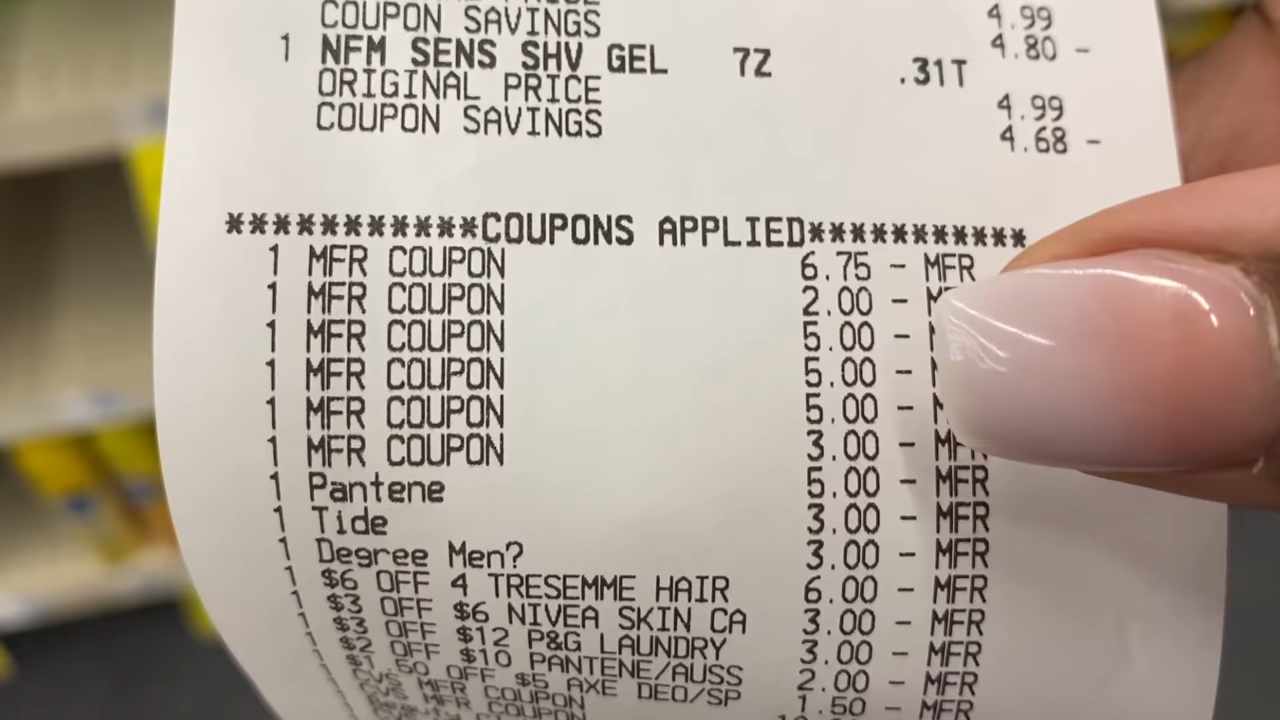 COUPON SAVINGS 4.99
1 NFM SENS SHV GEL 7Z .31T 4.80 -
ORIGINAL PRICE 4.99
COUPON SAVINGS 4.68 -
***********COUPONS APPLIED***********
1 MFR COUPON 6.75 - MFR
1 MFR COUPON 2.00 -
1 MFR COUPON 5.00 -
1 MFR COUPON 5.00 -
1 MFR COUPON 5.00 -
1 MFR COUPON 3.00 -
1 Pantene 5.00 - MFR
1 Tide 3.00 - MFR
1 Degree Men? 3.00 - MFR
1 $6 OFF 4 TRESEMME HAIR 6.00 - MFR
1 $3 OFF $6 NIVEA SKIN CA 3.00 - MFR
$3 OFF $12 P&G LAUNDRY 3.00 - MFR
$2 OFF $10 PANTENE/AUSS 2.00 - MFR
.50 OFF $5 AXE DEO/SP 1.50 - MFR
MFR COUPON
COUPON